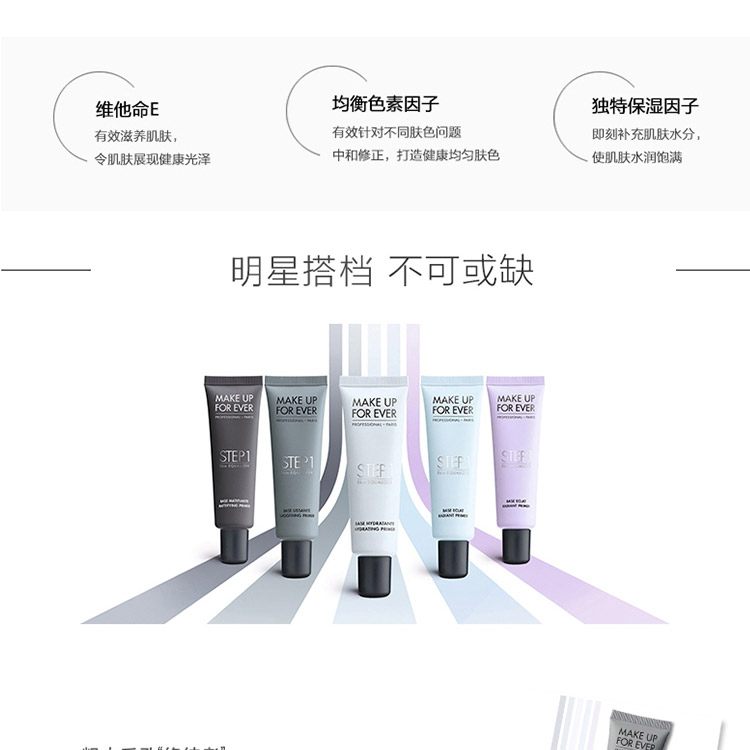 维他命E
有效滋养肌肤，
令肌肤展现健康光泽
均衡色素因子
有效针对不同肤色问题
中和修正，打造健康均匀肤色
独特保湿因子
即刻补充肌肤水分，
使肌肤水润饱满
明星搭档 不可或缺
MAKE UP
FOR EVER
PROFESSIONAL - PARIS
STEP 1
SKIN EQUALIZER
BASE MATIFIANTE
MATTIFYING PRIMER
MAKE UP
FOR EVER
PROFESSIONAL - PARIS
STEP 1
SKIN EQUALIZER
BASE LISSANTE
SMOOTHING PRIMER
MAKE UP
FOR EVER
PROFESSIONAL - PARIS
STEP 1
SKIN EQUALIZER
BASE HYDRATANTE
HYDRATING PRIMER
MAKE UP
FOR EVER
PROFESSIONAL - PARIS
STEP 1
SKIN EQUALIZER
BASE ECLAT
RADIANT PRIMER
MAKE UP
FOR EVER
PROFESSIONAL - PARIS
STEP 1
SKIN EQUALIZER
BASE ECLAT
RADIANT PRIMER
MAKE UP
FOR EVER